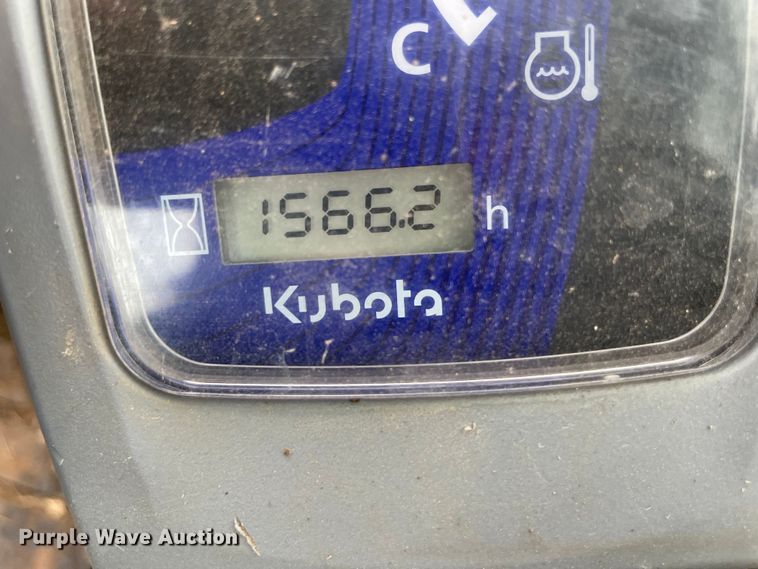 C
1566.2 h
Kubota
Purple Wave Auction